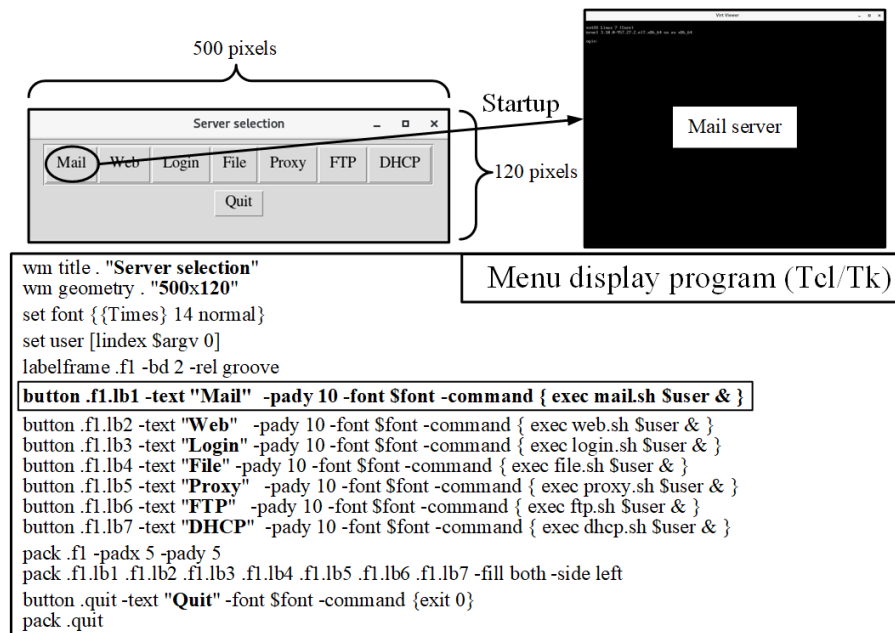 500 pixels
Server selection
Mail Web Login File Proxy FTP DHCP
Quit
120 pixels
Startup
Virt Viewer
Mail server
Menu display program (Tcl/Tk)
wm title . "Server selection"
wm geometry . "500x120"
set font {{Times} 14 normal}
set user [lindex $argv 0]
labelframe .f1 -bd 2 -rel groove
button .f1.lb1 -text "Mail" -pady 10 -font $font -command { exec mail.sh $user & }
button .f1.lb2 -text "Web" -pady 10 -font $font -command { exec web.sh $user & }
button .f1.lb3 -text "Login" -pady 10 -font $font -command { exec login.sh $user & }
button .f1.lb4 -text "File" -pady 10 -font $font -command { exec file.sh $user & }
button .f1.lb5 -text "Proxy" -pady 10 -font $font -command { exec proxy.sh $user & }
button .f1.lb6 -text "FTP" -pady 10 -font $font -command { exec ftp.sh $user & }
button .f1.lb7 -text "DHCP" -pady 10 -font $font -command { exec dhcp.sh $user & }
pack .f1 -padx 5 -pady 5
pack .f1.lb1 .f1.lb2 .f1.lb3 .f1.lb4 .f1.lb5 .f1.lb6 .f1.lb7 -fill both -side left
button .quit -text "Quit" -font $font -command {exit 0}
pack .quit